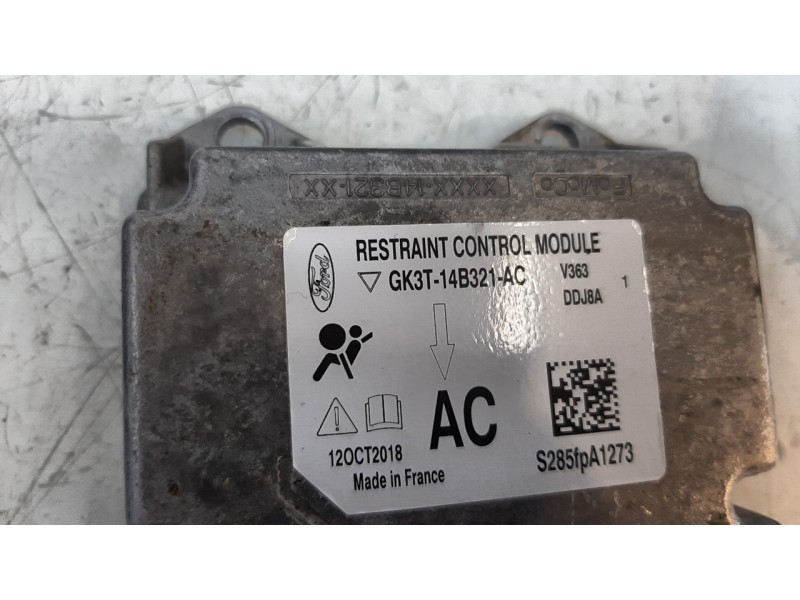 XXXX-14B321-XX
FoMoCo
Ford
RESTRAINT CONTROL MODULE
GK3T-14B321-AC
V363
DDJ8A
1
AC
12OCT2018
Made in France
S285fpA1273